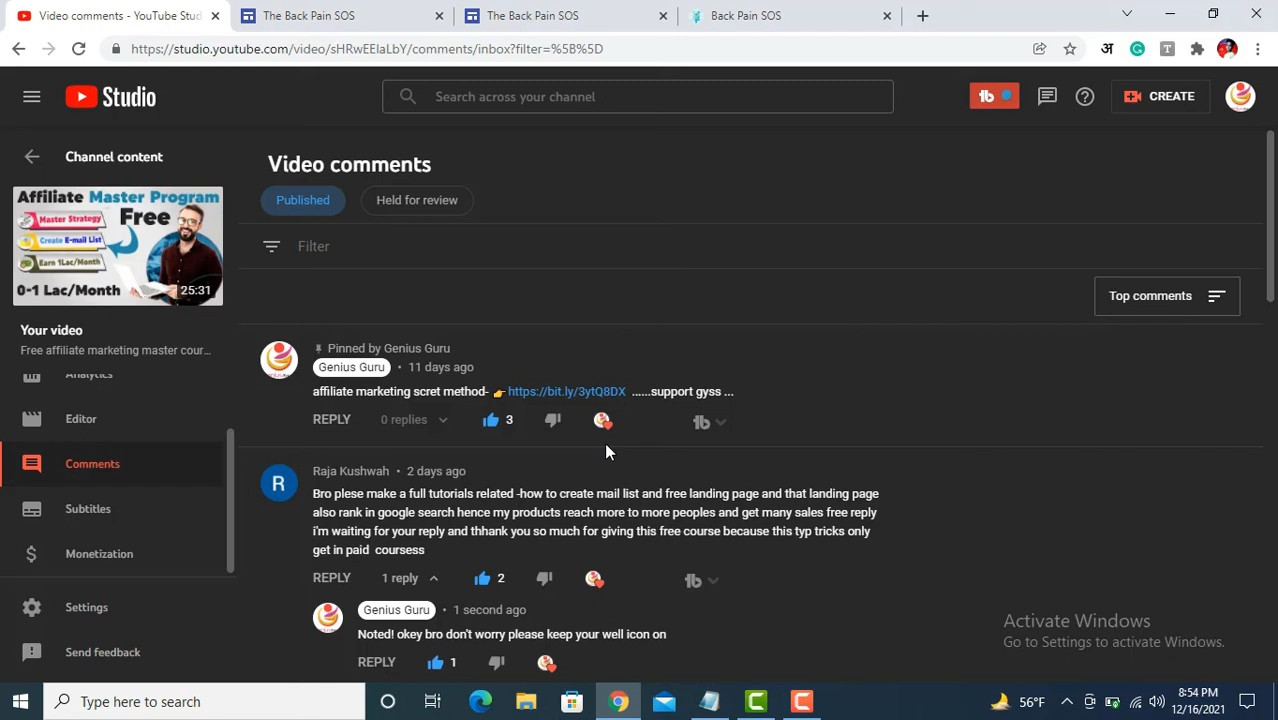 Video comments - YouTube Stud
The Back Pain SOS
The Back Pain SOS
Back Pain SOS
https://studio.youtube.com/video/sHRwEEIaLbY/comments/inbox?filter=%5B%5D
अ
T
Studio
Search across your channel
CREATE
Channel content
Video comments
Affiliate Master Program
Free
Master Strategy
Create E-mail List
Earn 1Lac/Month
0-1 Lac/Month
25:31
Published
Held for review
Filter
Top comments
Your video
Free affiliate marketing master cour...
Analytics
Editor
Comments
Subtitles
Monetization
Settings
Send feedback
Pinned by Genius Guru
Genius Guru • 11 days ago
affiliate marketing scret method- 👉 https://bit.ly/3ytQ8DX ......support gyss ...
REPLY 0 replies 3
R
Raja Kushwah • 2 days ago
Bro plese make a full tutorials related -how to create mail list and free landing page and that landing page
also rank in google search hence my products reach more to more peoples and get many sales free reply
i'm waiting for your reply and thhank you so much for giving this free course because this typ tricks only
get in paid coursess
REPLY 1 reply 2
Genius Guru • 1 second ago
Noted! okey bro don't worry please keep your well icon on
REPLY 1
Activate Windows
Go to Settings to activate Windows.
Type here to search
56°F
8:54 PM
12/16/2021